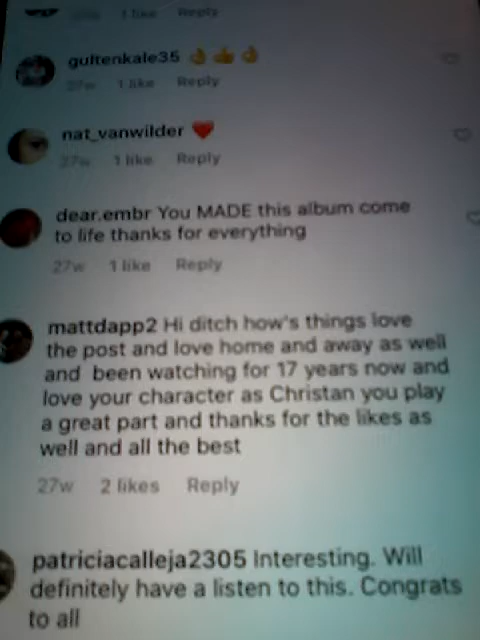 1 like Reply
gultenkale35 👌👍👌
27w 1 like Reply
nat_vanwilder ❤️
27w 1 like Reply
dear.embr You MADE this album come
to life thanks for everything
27w 1 like Reply
mattdapp2 Hi ditch how's things love
the post and love home and away as well
and been watching for 17 years now and
love your character as Christan you play
a great part and thanks for the likes as
well and all the best
27w 2 likes Reply
patriciacalleja2305 Interesting. Will
definitely have a listen to this. Congrats
to all